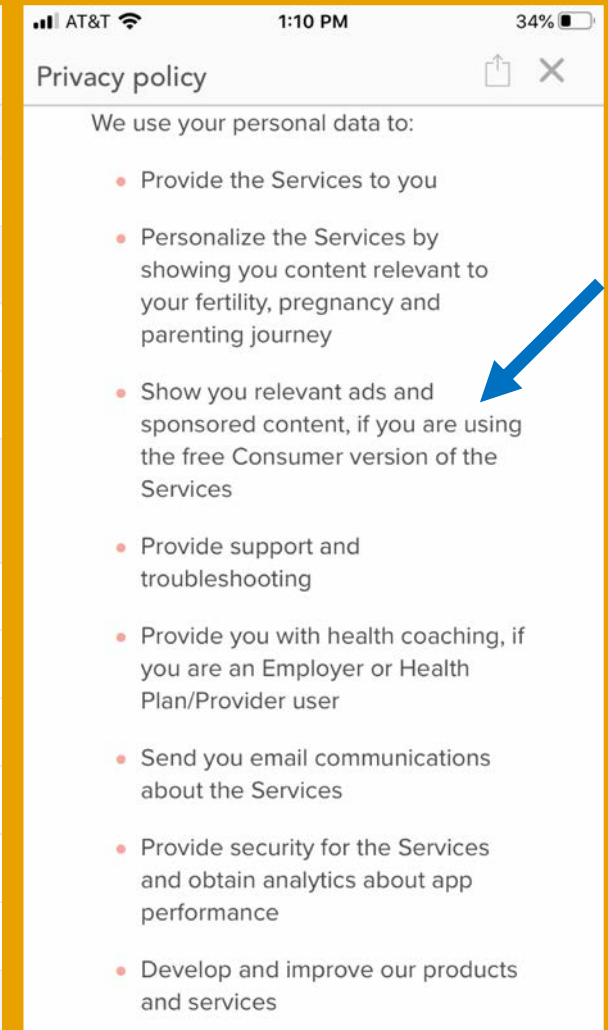 AT&T 1:10 PM 34%
Privacy policy
We use your personal data to:
• Provide the Services to you
• Personalize the Services by
showing you content relevant to
your fertility, pregnancy and
parenting journey
• Show you relevant ads and
sponsored content, if you are using
the free Consumer version of the
Services
• Provide support and
troubleshooting
• Provide you with health coaching, if
you are an Employer or Health
Plan/Provider user
• Send you email communications
about the Services
• Provide security for the Services
and obtain analytics about app
performance
• Develop and improve our products
and services